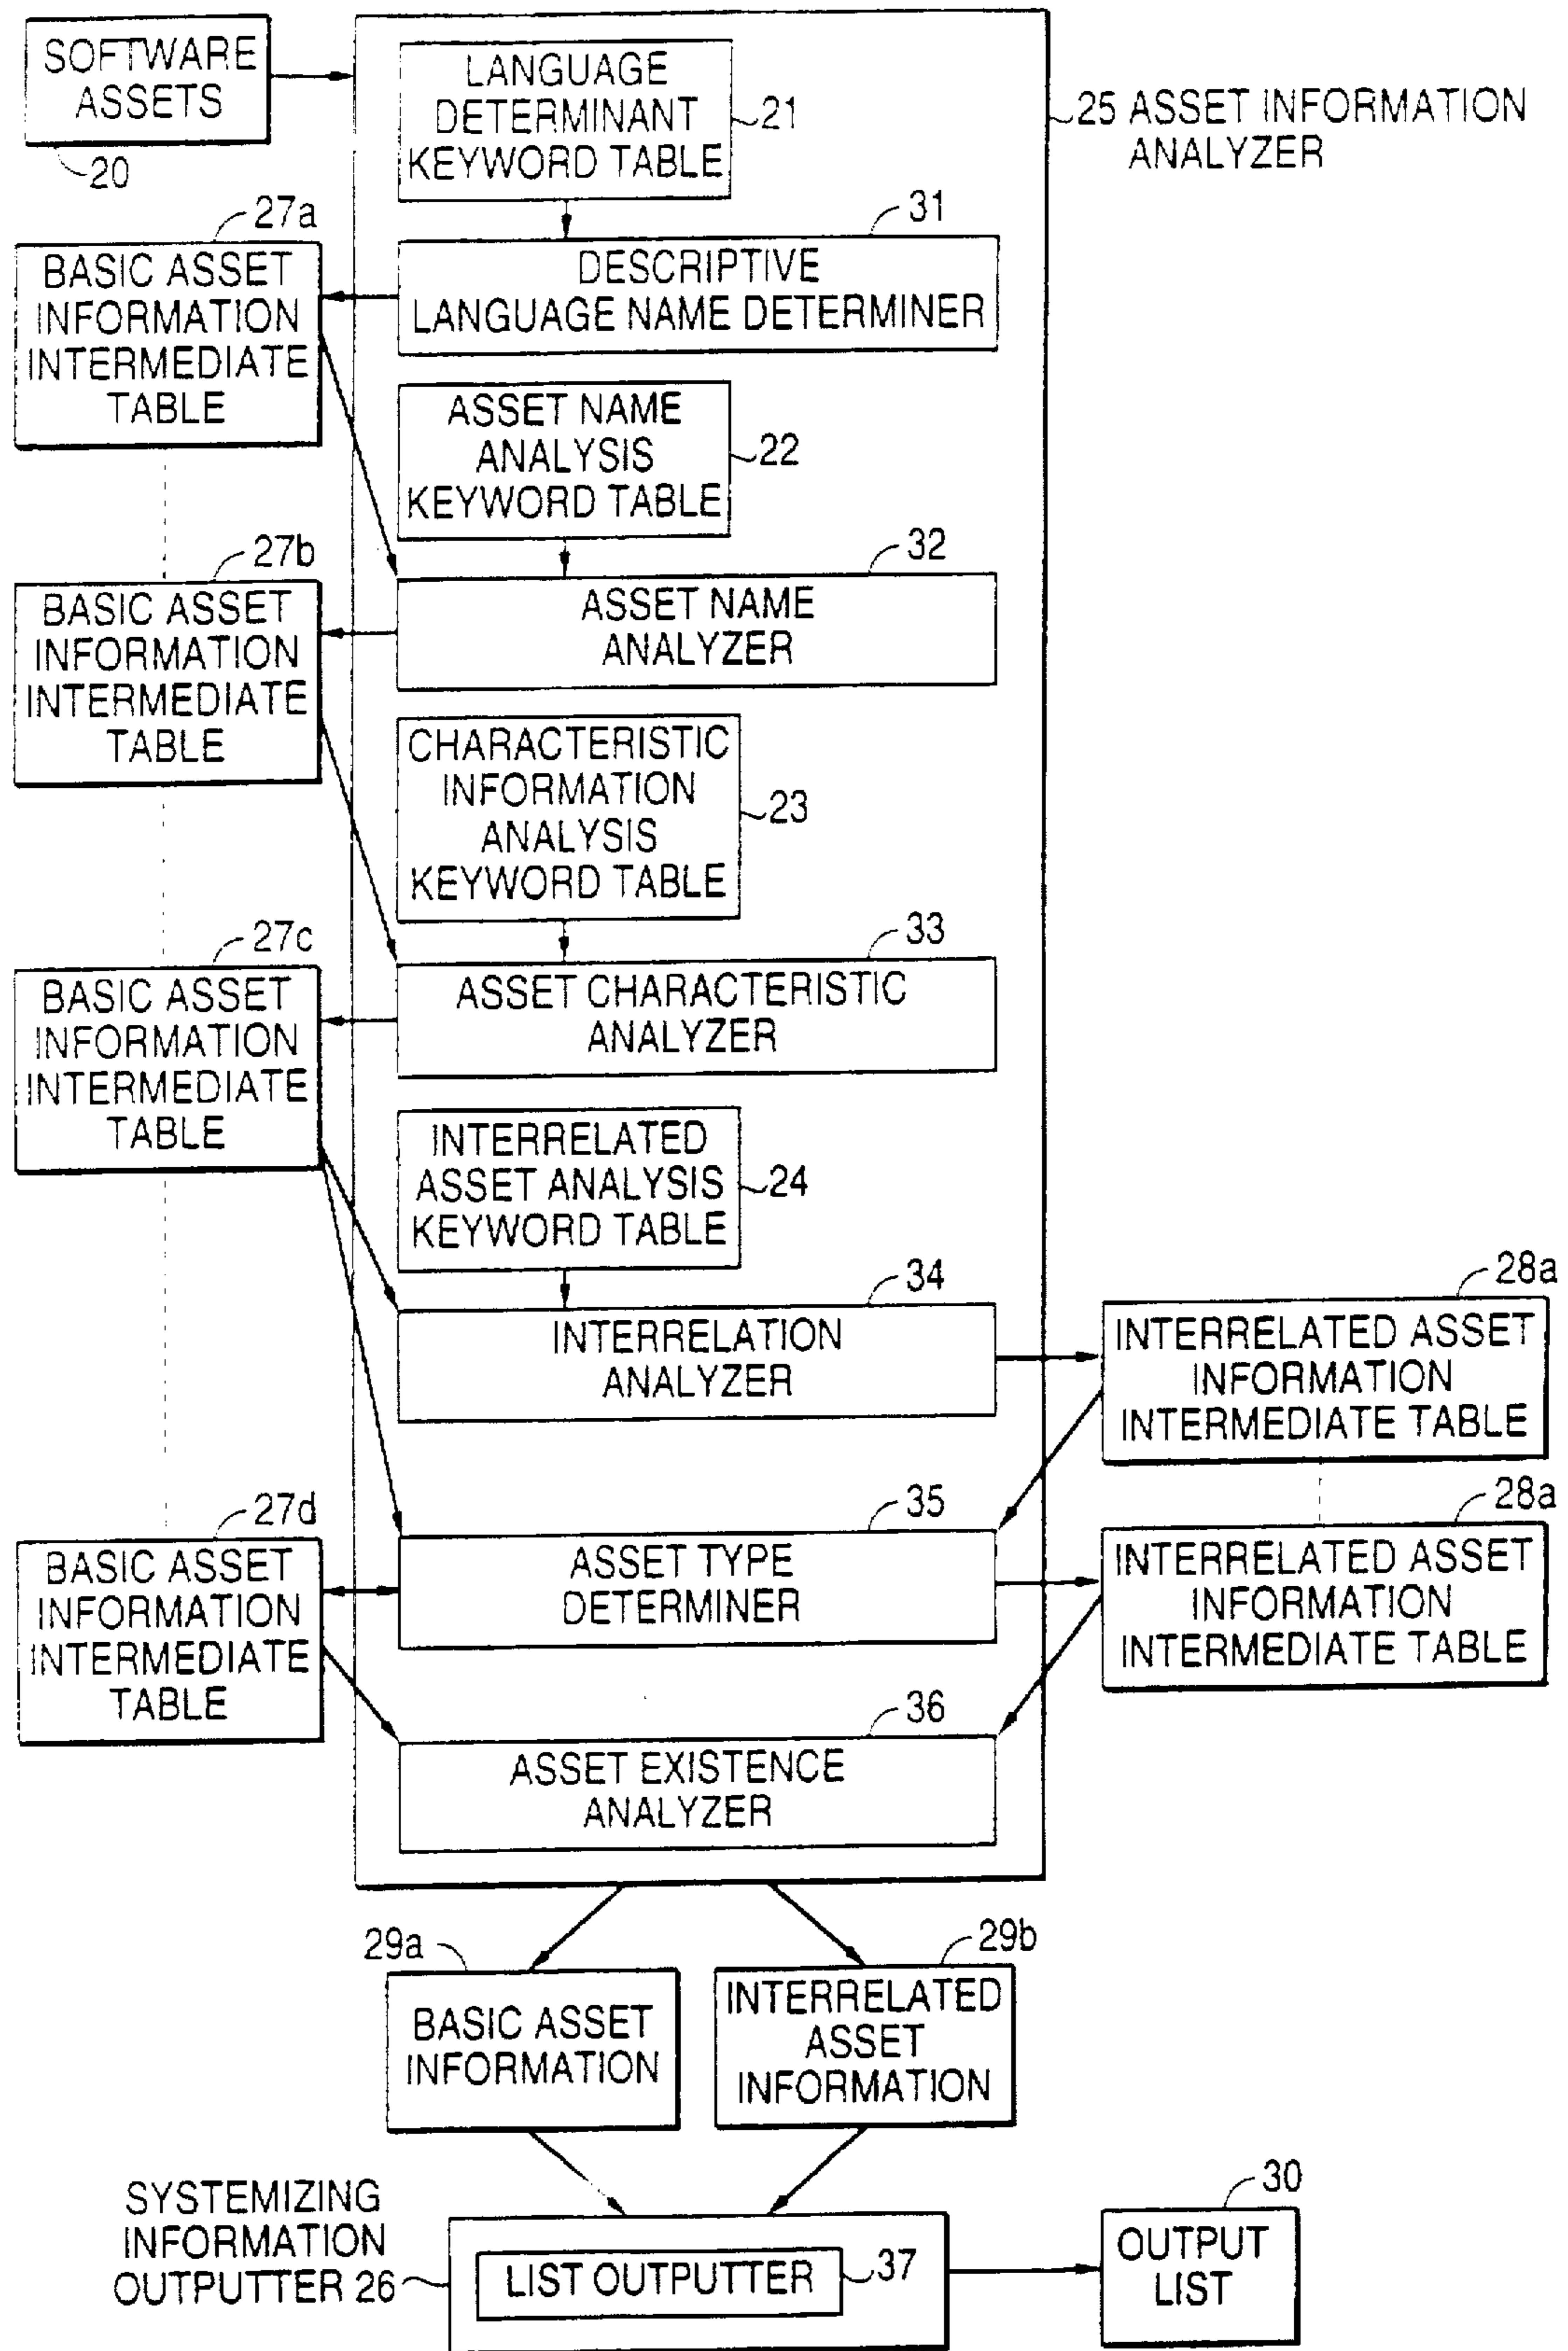 SOFTWARE
ASSETS
20
LANGUAGE
DETERMINANT
KEYWORD TABLE
21
25 ASSET INFORMATION
ANALYZER
27a
BASIC ASSET
INFORMATION
INTERMEDIATE
TABLE
31
DESCRIPTIVE
LANGUAGE NAME DETERMINER
ASSET NAME
ANALYSIS
KEYWORD TABLE
22
27b
BASIC ASSET
INFORMATION
INTERMEDIATE
TABLE
32
ASSET NAME
ANALYZER
CHARACTERISTIC
INFORMATION
ANALYSIS
KEYWORD TABLE
23
27c
BASIC ASSET
INFORMATION
INTERMEDIATE
TABLE
33
ASSET CHARACTERISTIC
ANALYZER
INTERRELATED
ASSET ANALYSIS
KEYWORD TABLE
24
34
INTERRELATION
ANALYZER
28a
INTERRELATED ASSET
INFORMATION
INTERMEDIATE TABLE
27d
BASIC ASSET
INFORMATION
INTERMEDIATE
TABLE
35
ASSET TYPE
DETERMINER
28a
INTERRELATED ASSET
INFORMATION
INTERMEDIATE TABLE
36
ASSET EXISTENCE
ANALYZER
29a
BASIC ASSET
INFORMATION
29b
INTERRELATED
ASSET
INFORMATION
SYSTEMIZING
INFORMATION
OUTPUTTER 26
LIST OUTPUTTER
37
30
OUTPUT
LIST